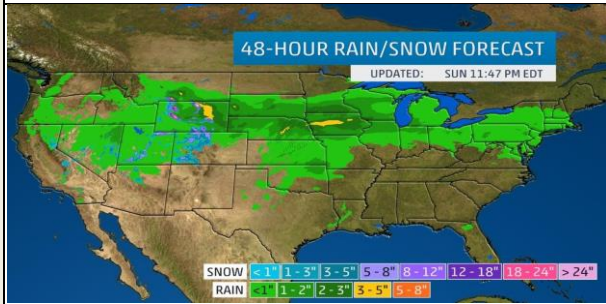 48-HOUR RAIN/SNOW FORECAST
UPDATED: SUN 11:47 PM EDT
SNOW <1" 1-3" 3-5" 5-8" 8-12" 12-18" 18-24" >24"
RAIN <1" 1-2" 2-3" 3-5" 5-8"